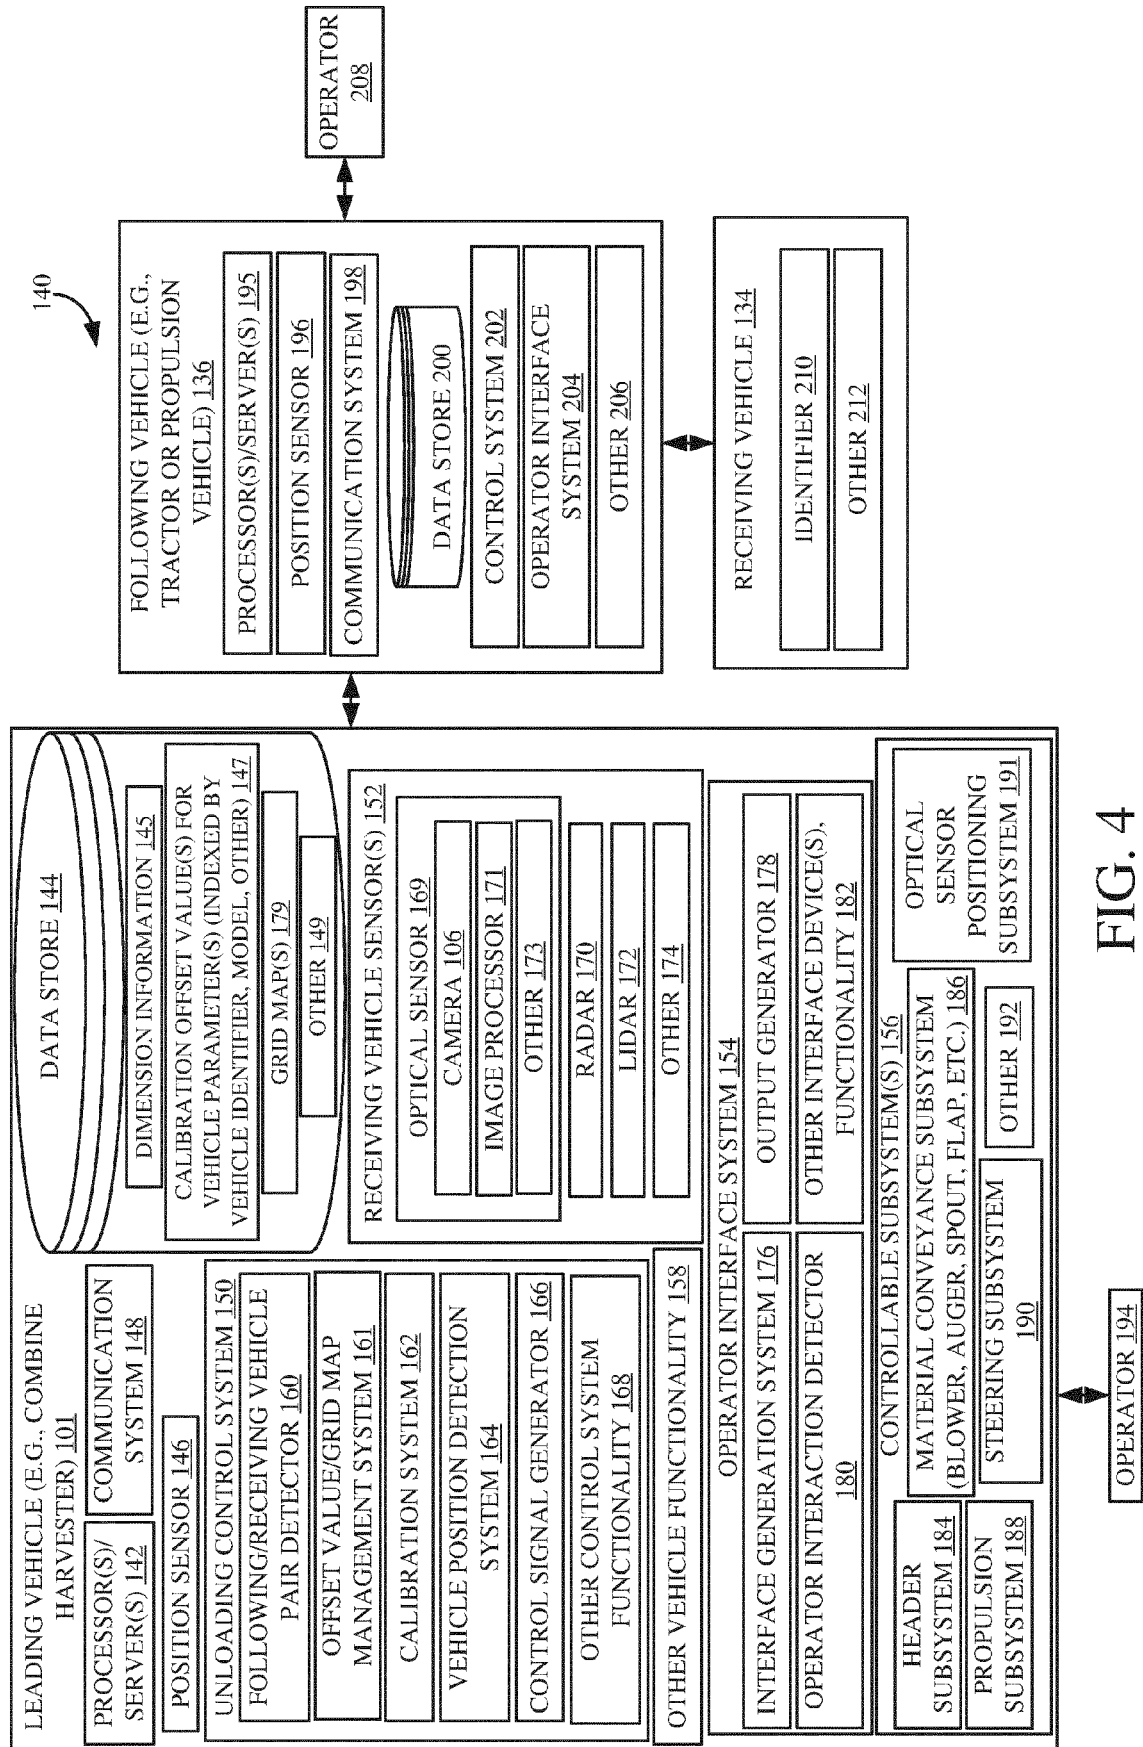 140
LEADING VEHICLE (E.G., COMBINE
HARVESTER) 101
PROCESSOR(S)/
SERVER(S) 142
COMMUNICATION
SYSTEM 148
POSITION SENSOR 146
DATA STORE 144
DIMENSION INFORMATION 145
CALIBRATION OFFSET VALUE(S) FOR
VEHICLE PARAMETER(S) (INDEXED BY
VEHICLE IDENTIFIER, MODEL, OTHER) 147
GRID MAP(S) 179
OTHER 149
UNLOADING CONTROL SYSTEM 150
FOLLOWING/RECEIVING VEHICLE
PAIR DETECTOR 160
OFFSET VALUE/GRID MAP
MANAGEMENT SYSTEM 161
CALIBRATION SYSTEM 162
VEHICLE POSITION DETECTION
SYSTEM 164
CONTROL SIGNAL GENERATOR 166
OTHER CONTROL SYSTEM
FUNCTIONALITY 168
RECEIVING VEHICLE SENSOR(S) 152
OPTICAL SENSOR 169
CAMERA 106
IMAGE PROCESSOR 171
OTHER 173
RADAR 170
LIDAR 172
OTHER 174
OTHER VEHICLE FUNCTIONALITY 158
OPERATOR INTERFACE SYSTEM 154
INTERFACE GENERATION SYSTEM 176
OUTPUT GENERATOR 178
OPERATOR INTERACTION DETECTOR
180
OTHER INTERFACE DEVICE(S),
FUNCTIONALITY 182
CONTROLLABLE SUBSYSTEM(S) 156
HEADER
SUBSYSTEM 184
MATERIAL CONVEYANCE SUBSYSTEM
(BLOWER, AUGER, SPOUT, FLAP, ETC.) 186
OPTICAL
SENSOR
POSITIONING
SUBSYSTEM 191
PROPULSION
SUBSYSTEM 188
STEERING SUBSYSTEM
190
OTHER 192
OPERATOR 194
FOLLOWING VEHICLE (E.G.,
TRACTOR OR PROPULSION
VEHICLE) 136
PROCESSOR(S)/SERVER(S) 195
POSITION SENSOR 196
COMMUNICATION SYSTEM 198
DATA STORE 200
CONTROL SYSTEM 202
OPERATOR INTERFACE
SYSTEM 204
OTHER 206
OPERATOR
208
RECEIVING VEHICLE 134
IDENTIFIER 210
OTHER 212
FIG. 4